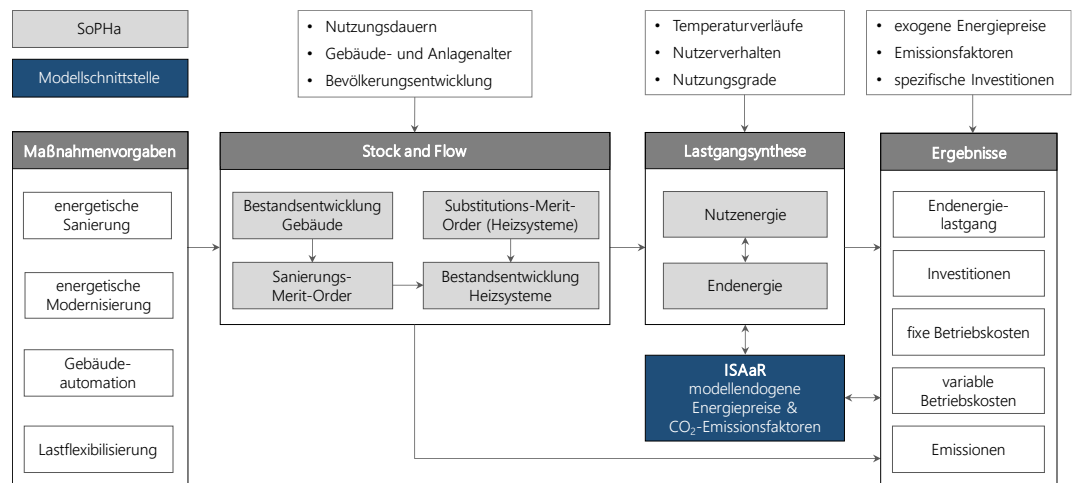 SoPHa
Modellschnittstelle
• Nutzungsdauern
• Gebäude- und Anlagenalter
• Bevölkerungsentwicklung
• Temperaturverläufe
• Nutzerverhalten
• Nutzungsgrade
• exogene Energiepreise
• Emissionsfaktoren
• spezifische Investitionen
Maßnahmenvorgaben
energetische
Sanierung
energetische
Modernisierung
Gebäude-
automation
Lastflexibilisierung
Stock and Flow
Bestandsentwicklung
Gebäude
Substitutions-Merit-
Order (Heizsysteme)
Sanierungs-
Merit-Order
Bestandsentwicklung
Heizsysteme
Lastgangsynthese
Nutzenergie
Endenergie
ISAaR
modellendogene
Energiepreise &
CO₂-Emissionsfaktoren
Ergebnisse
Endenergie-
lastgang
Investitionen
fixe Betriebskosten
variable
Betriebskosten
Emissionen